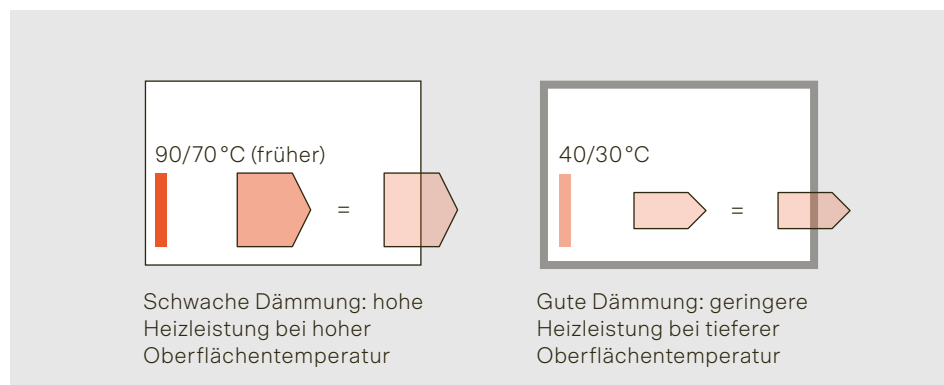 90/70 °C (früher)
=
Schwache Dämmung: hohe
Heizleistung bei hoher
Oberflächentemperatur
40/30 °C
=
Gute Dämmung: geringere
Heizleistung bei tieferer
Oberflächentemperatur